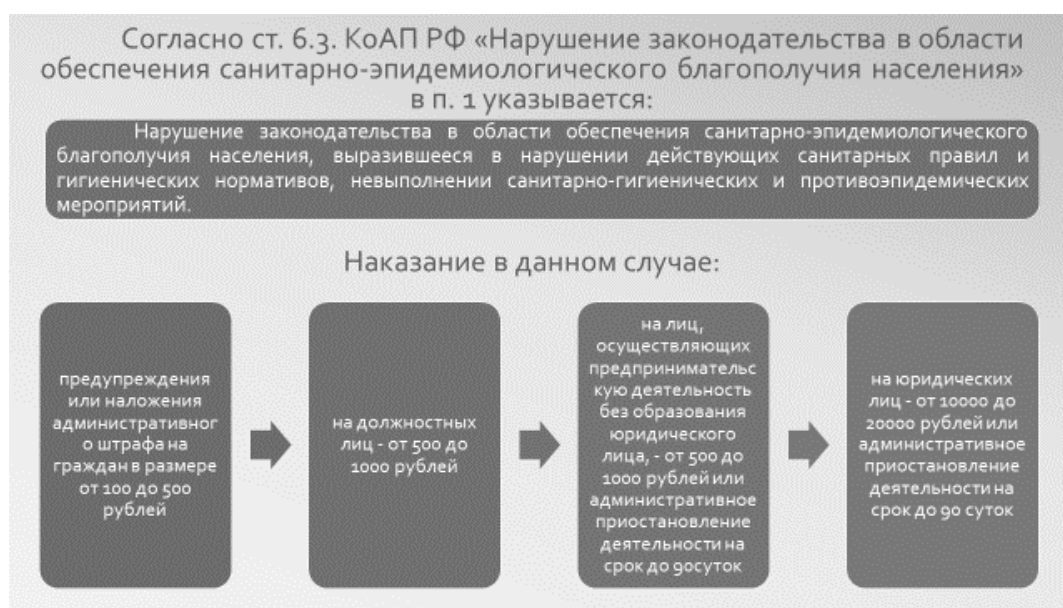 Согласно ст. 6.3. КоАП РФ «Нарушение законодательства в области
обеспечения санитарно-эпидемиологического благополучия населения»
в п. 1 указывается:
Нарушение законодательства в области обеспечения санитарно-эпидемиологического
благополучия населения, выразившееся в нарушении действующих санитарных правил и
гигиенических нормативов, невыполнении санитарно-гигиенических и противоэпидемических
мероприятий.
Наказание в данном случае:
предупреждения
или наложения
административног
о штрафа на
граждан в размере
от 100 до 500
рублей
на должностных
лиц - от 500 до
1000 рублей
на лиц,
осуществляющих
предпринимательс
кую деятельность
без образования
юридического
лица, - от 500 до
1000 рублей или
административное
приостановление
деятельности на
срок до 90суток
на юридических
лиц - от 10000 до
20000 рублей или
административное
приостановление
деятельности на
срок до 90 суток